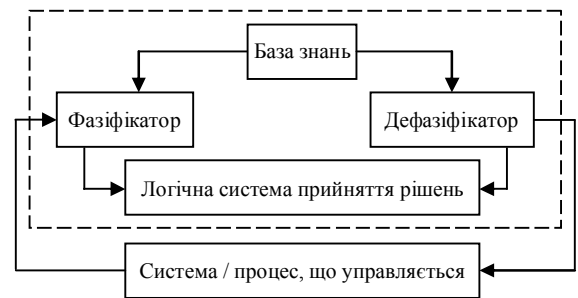 База знань
Фазіфікатор
Дефазіфікатор
Логічна система прийняття рішень
Система / процес, що управляється